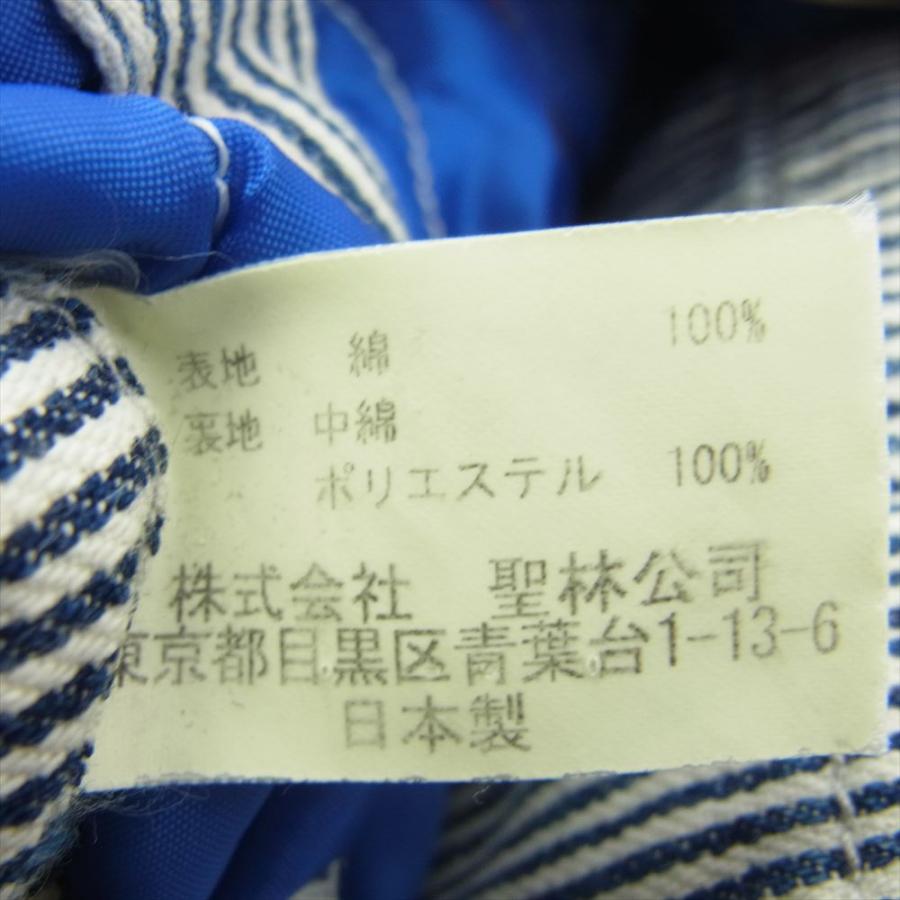 表地 綿 100%
裏地 中綿
ポリエステル 100%
株式会社 聖林公司
東京都目黒区青葉台1-13-6
日本製